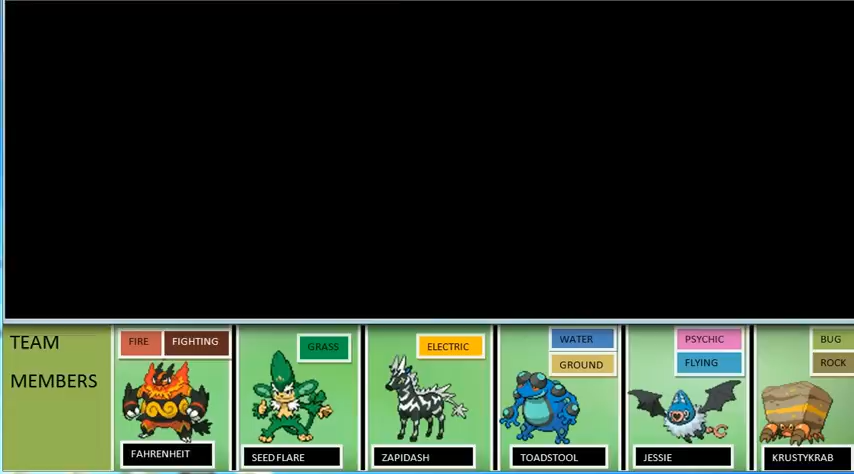 TEAM
MEMBERS
FIRE FIGHTING
FAHRENHEIT
GRASS
SEED FLARE
ELECTRIC
ZAPIDASH
WATER
GROUND
TOADSTOOL
PSYCHIC
FLYING
JESSIE
BUG
ROCK
KRUSTYKRAB